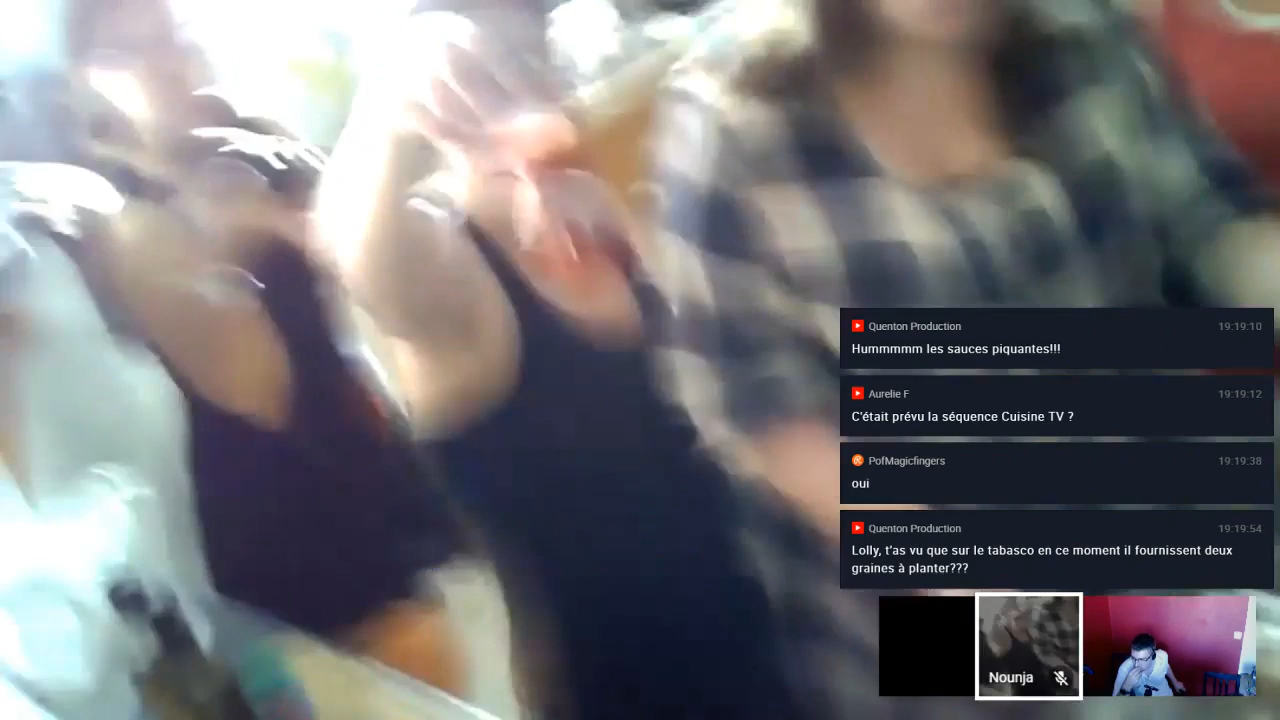 Quenton Production 19:19:10
Hummmmm les sauces piquantes!!!
Aurelie F 19:19:12
C'était prévu la séquence Cuisine TV ?
PofMagicfingers 19:19:38
oui
Quenton Production 19:19:54
Lolly, t'as vu que sur le tabasco en ce moment il fournissent deux
graines à planter???
Nounja